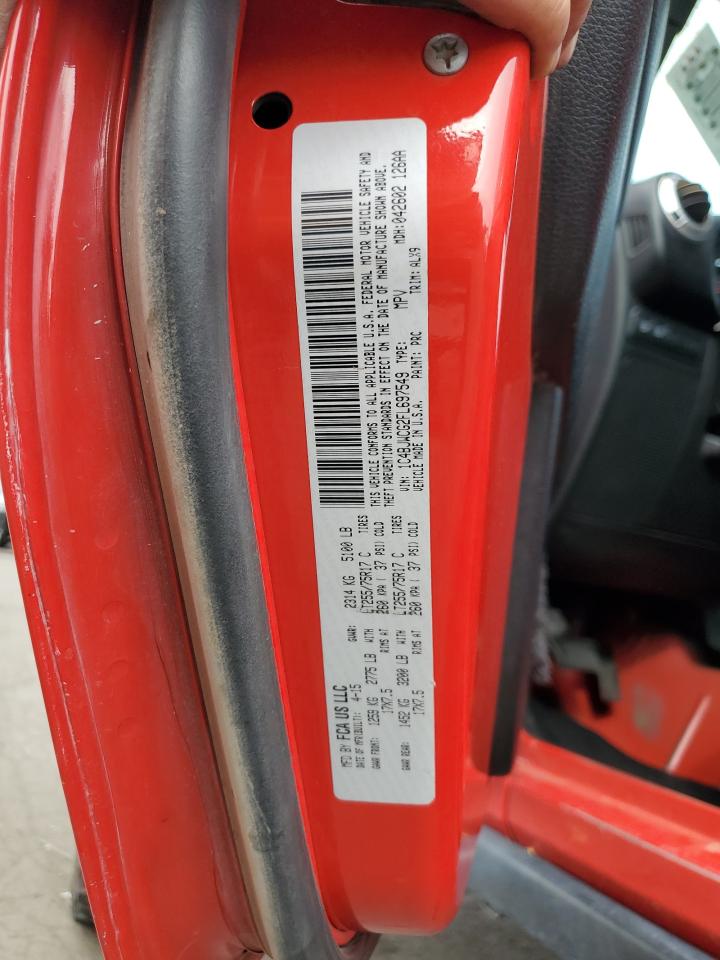 MFD BY FCA US LLC
DATE OF MFR(BUILT): 4-15 GVWR: 2314 KG 5100 LB
GAWR FRONT: 1259 KG 2775 LB WITH LT255/75R17 C TIRES
17X7.5 RIMS AT 260 KPA ( 37 PSI) COLD
GAWR REAR: 1452 KG 3200 LB WITH LT255/75R17 C TIRES
17X7.5 RIMS AT 260 KPA ( 37 PSI) COLD
THIS VEHICLE CONFORMS TO ALL APPLICABLE U.S.A. FEDERAL MOTOR VEHICLE SAFETY AND
THEFT PREVENTION STANDARDS IN EFFECT ON THE DATE OF MANUFACTURE SHOWN ABOVE.
VIN: 1C4BJWCG2FL697549 TYPE: MPV MDH:042602 126AA
VEHICLE MADE IN U.S.A. PAINT: PRC TRIM: ALX9